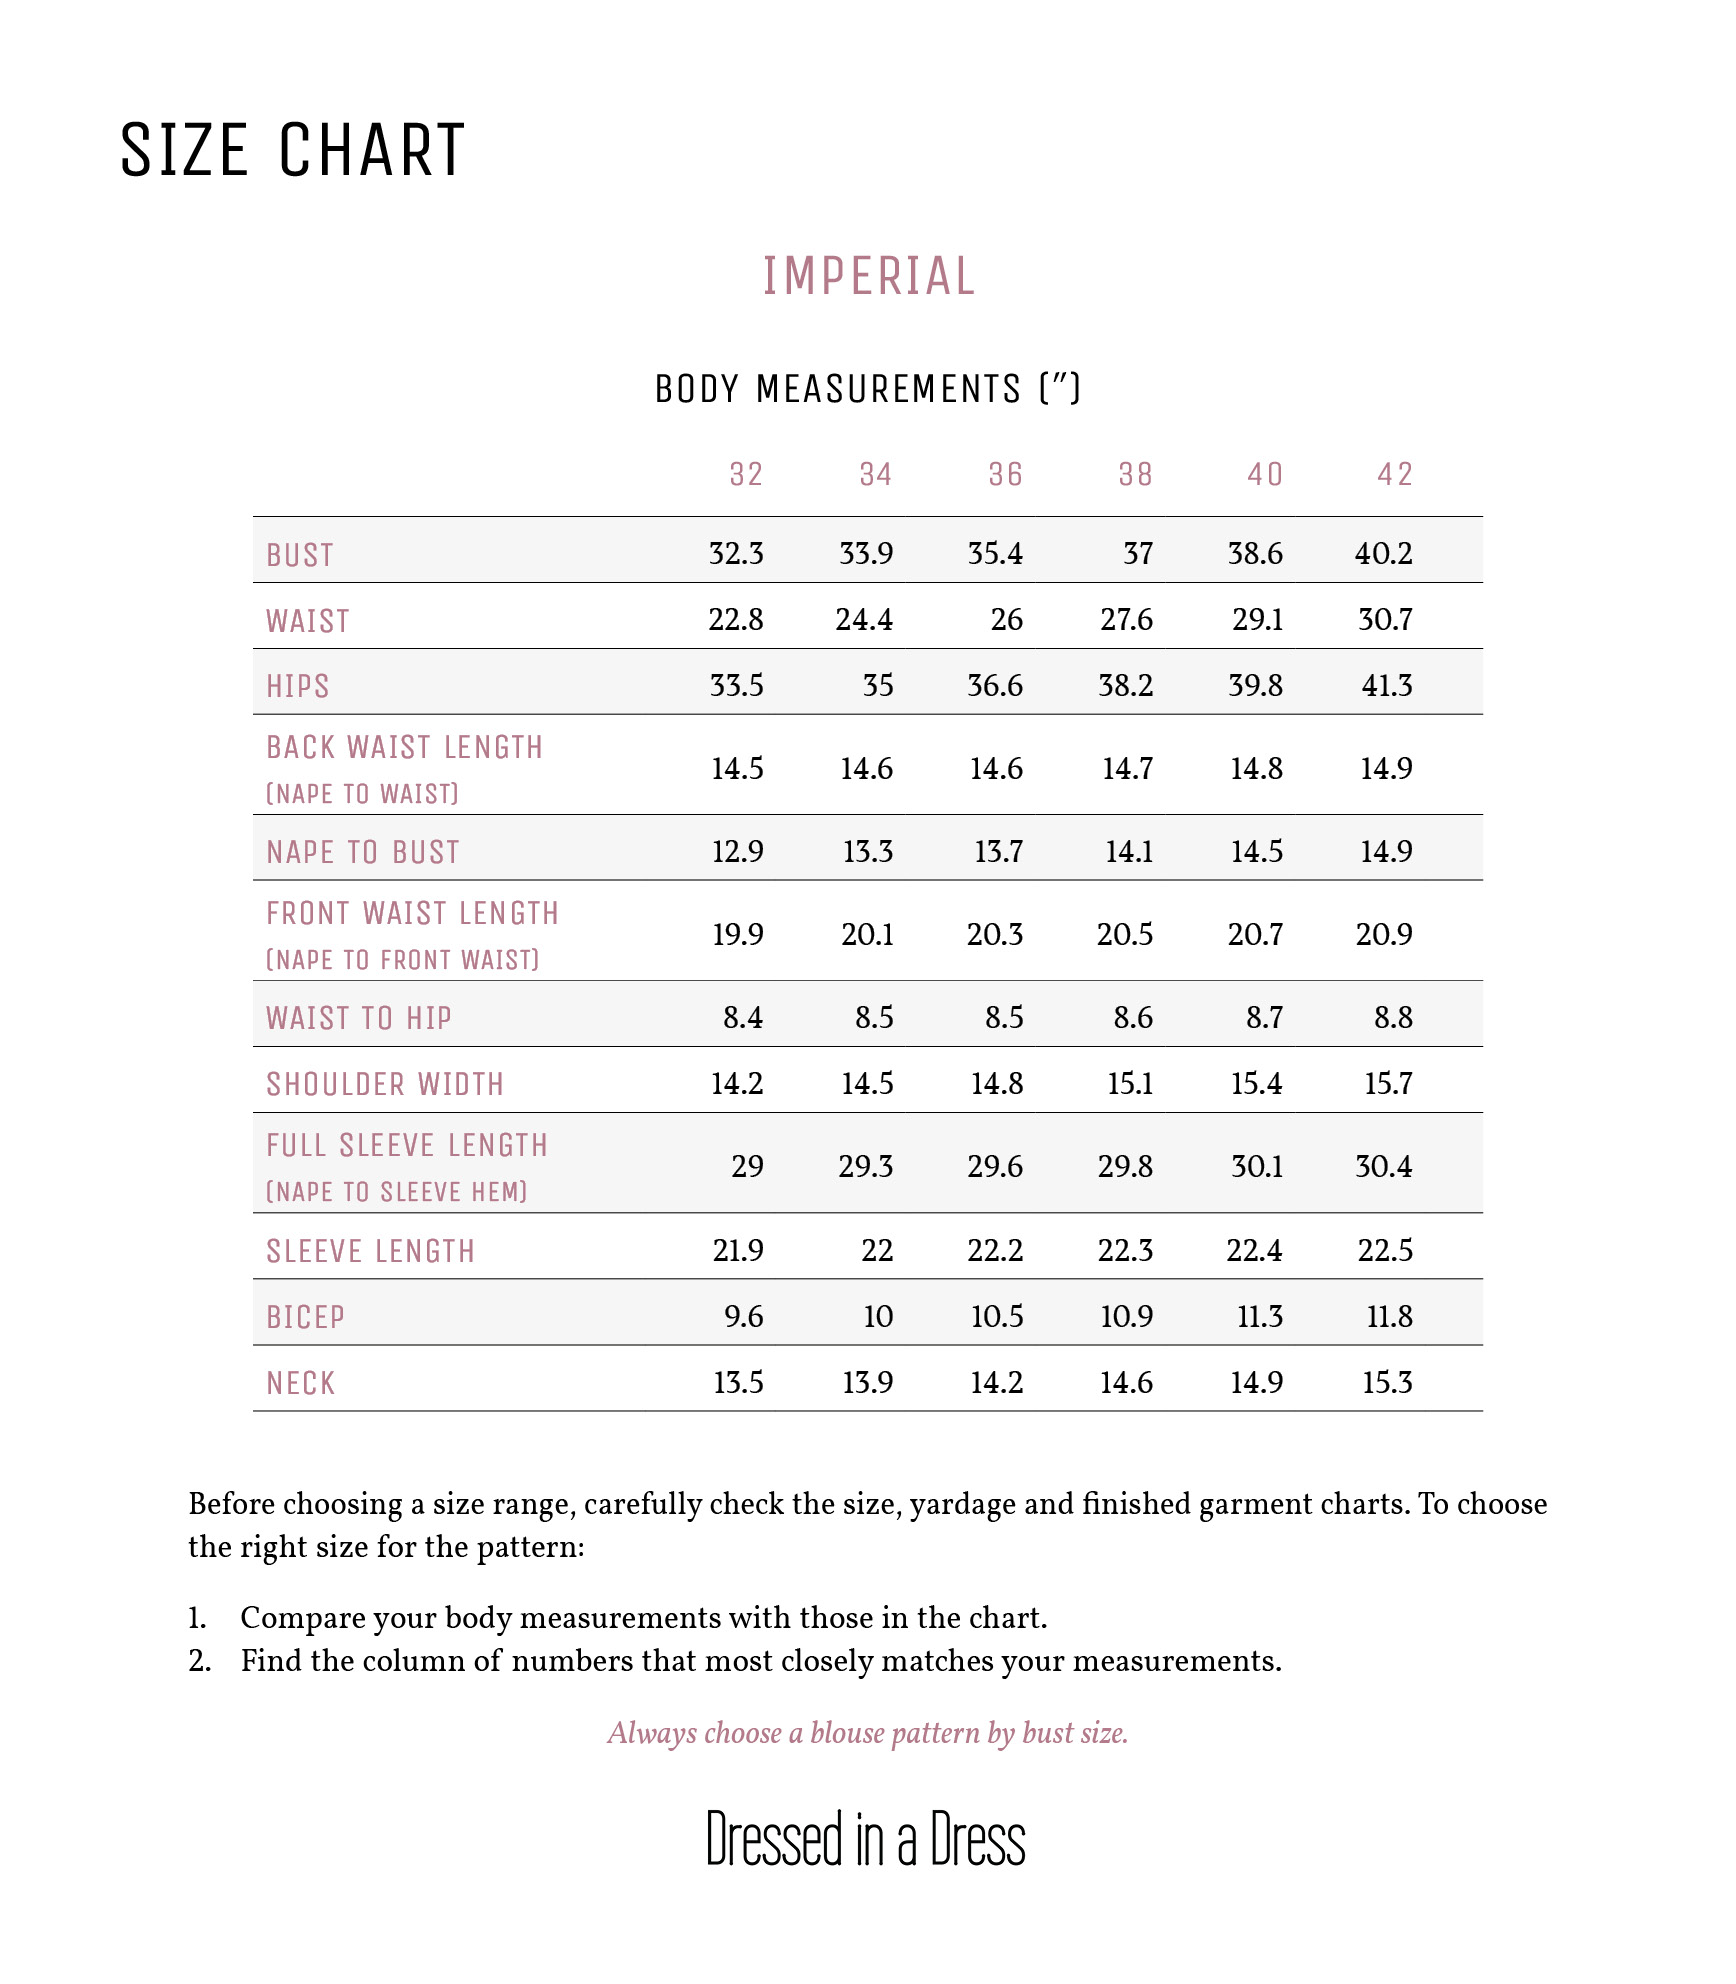 SIZE CHART
IMPERIAL
BODY MEASUREMENTS (″)
32 34 36 38 40 42
BUST 32.3 33.9 35.4 37 38.6 40.2
WAIST 22.8 24.4 26 27.6 29.1 30.7
HIPS 33.5 35 36.6 38.2 39.8 41.3
BACK WAIST LENGTH
(NAPE TO WAIST) 14.5 14.6 14.6 14.7 14.8 14.9
NAPE TO BUST 12.9 13.3 13.7 14.1 14.5 14.9
FRONT WAIST LENGTH
(NAPE TO FRONT WAIST) 19.9 20.1 20.3 20.5 20.7 20.9
WAIST TO HIP 8.4 8.5 8.5 8.6 8.7 8.8
SHOULDER WIDTH 14.2 14.5 14.8 15.1 15.4 15.7
FULL SLEEVE LENGTH
(NAPE TO SLEEVE HEM) 29 29.3 29.6 29.8 30.1 30.4
SLEEVE LENGTH 21.9 22 22.2 22.3 22.4 22.5
BICEP 9.6 10 10.5 10.9 11.3 11.8
NECK 13.5 13.9 14.2 14.6 14.9 15.3
Before choosing a size range, carefully check the size, yardage and finished garment charts. To choose
the right size for the pattern:
1. Compare your body measurements with those in the chart.
2. Find the column of numbers that most closely matches your measurements.
Always choose a blouse pattern by bust size.
Dressed in a Dress